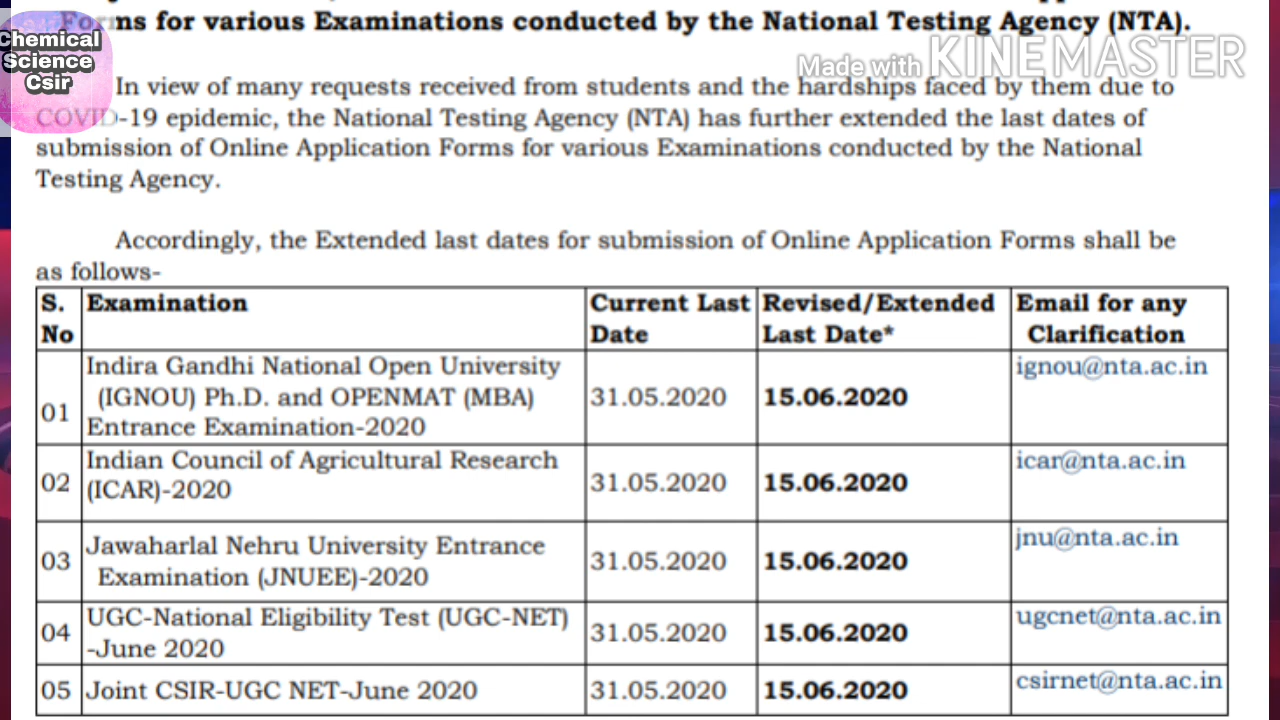 Forms for various Examinations conducted by the National Testing Agency (NTA).
Chemical
Science
Csir
Made with KINEMASTER
In view of many requests received from students and the hardships faced by them due to
COVID-19 epidemic, the National Testing Agency (NTA) has further extended the last dates of
submission of Online Application Forms for various Examinations conducted by the National
Testing Agency.
Accordingly, the Extended last dates for submission of Online Application Forms shall be
as follows-
S. No Examination Current Last Date Revised/Extended Last Date* Email for any Clarification
01 Indira Gandhi National Open University (IGNOU) Ph.D. and OPENMAT (MBA) Entrance Examination-2020 31.05.2020 15.06.2020 ignou@nta.ac.in
02 Indian Council of Agricultural Research (ICAR)-2020 31.05.2020 15.06.2020 icar@nta.ac.in
03 Jawaharlal Nehru University Entrance Examination (JNUEE)-2020 31.05.2020 15.06.2020 jnu@nta.ac.in
04 UGC-National Eligibility Test (UGC-NET) -June 2020 31.05.2020 15.06.2020 ugcnet@nta.ac.in
05 Joint CSIR-UGC NET-June 2020 31.05.2020 15.06.2020 csirnet@nta.ac.in